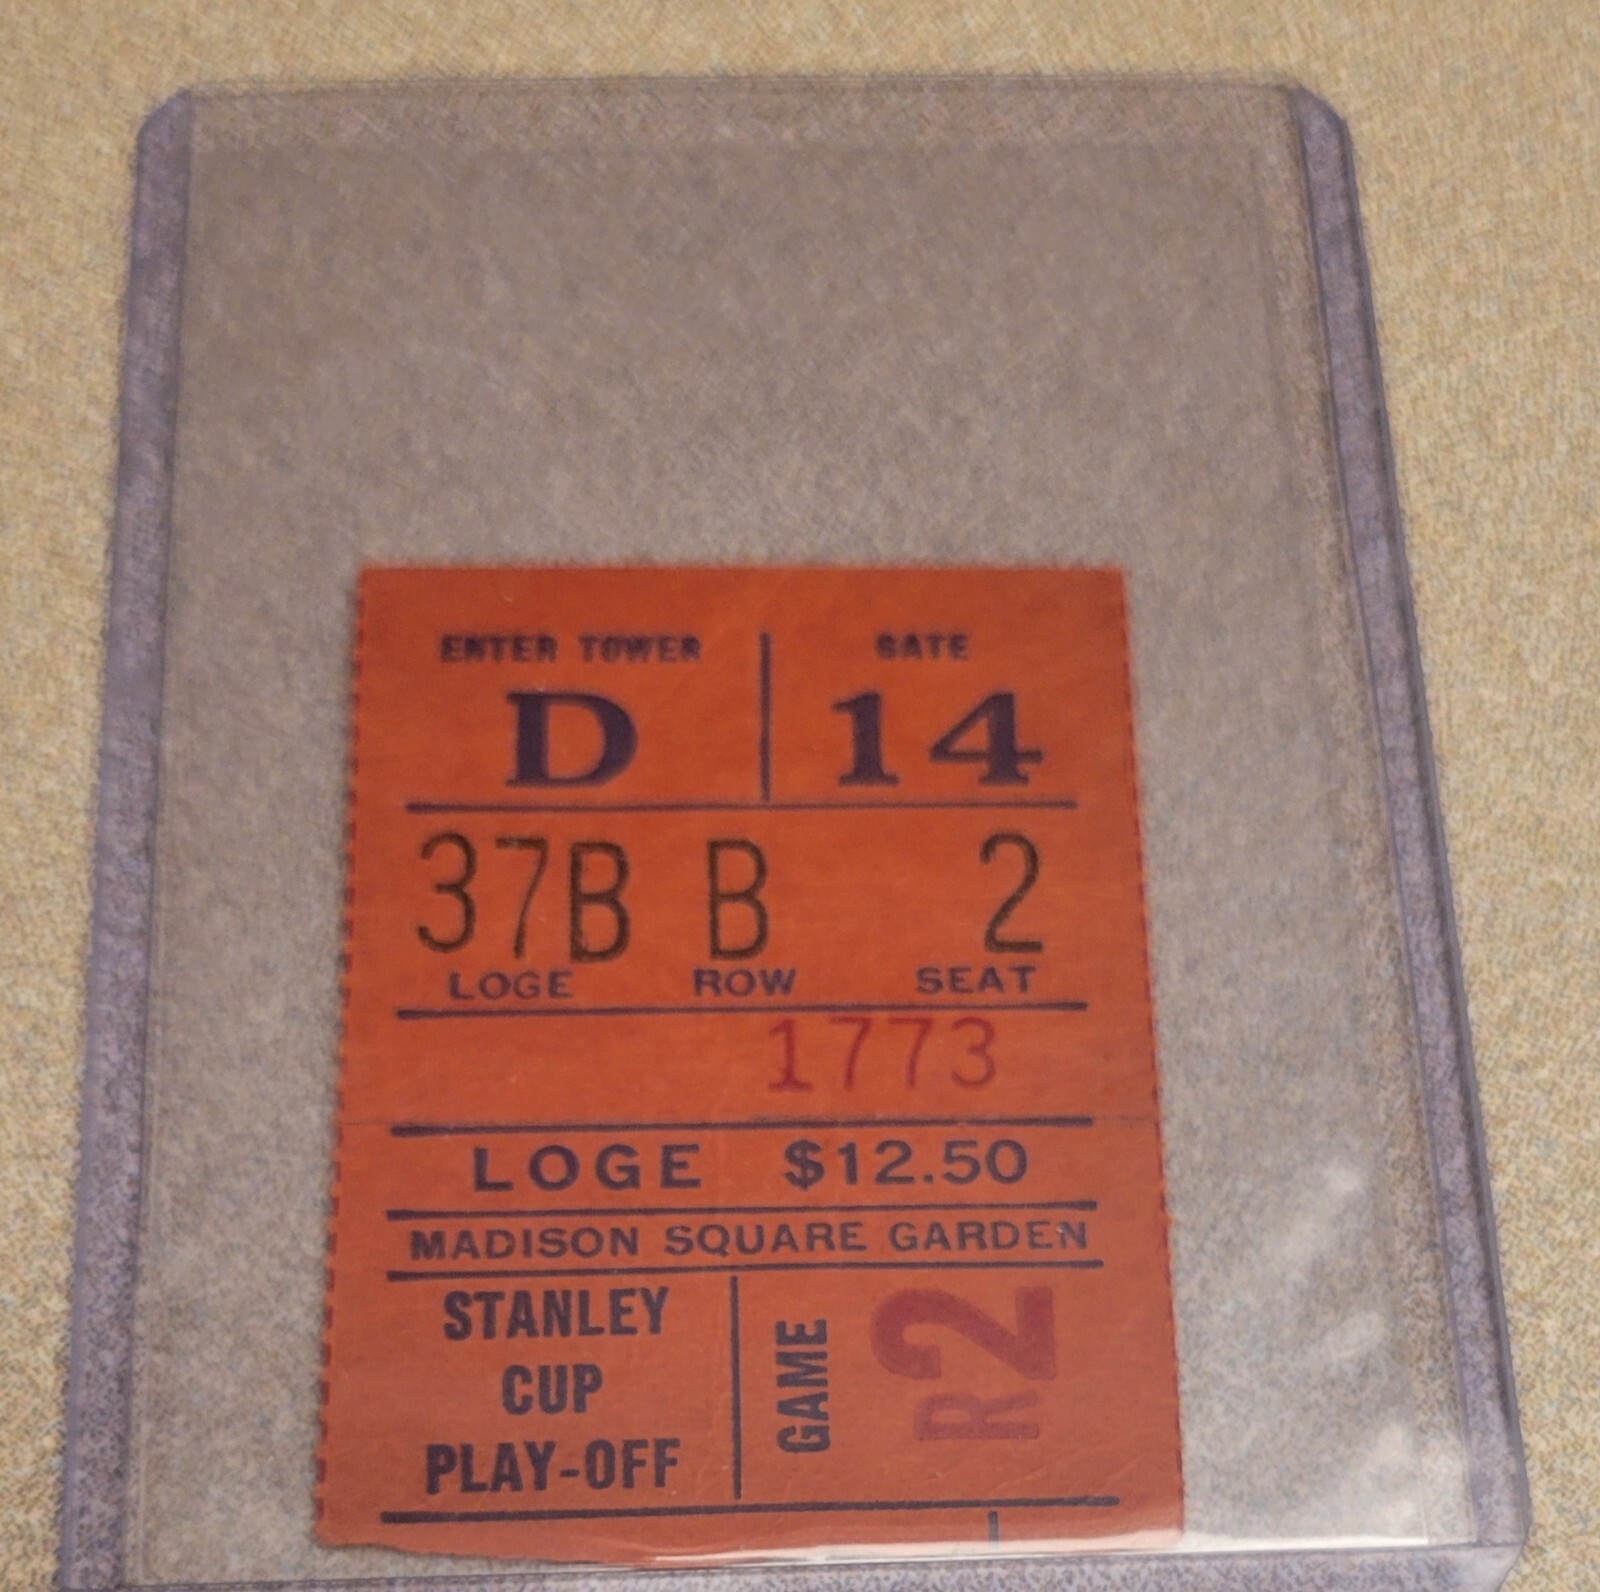 ENTER TOWER GATE
D 14
37B B 2
LOGE ROW SEAT
1773
LOGE $12.50
MADISON SQUARE GARDEN
STANLEY
CUP
PLAY-OFF
GAME
R2